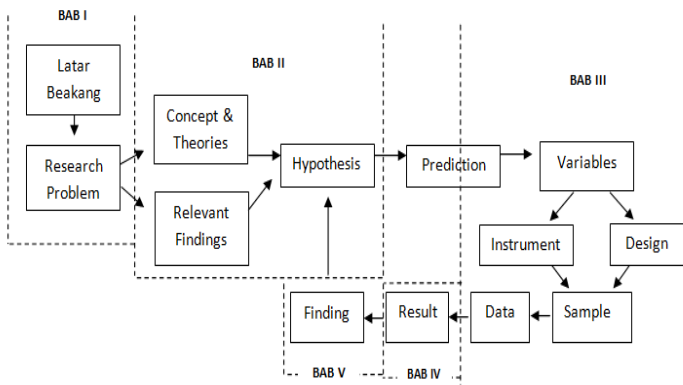 BAB I
Latar
Beakang
Research
Problem
BAB II
Concept &
Theories
Relevant
Findings
Hypothesis
Prediction
BAB III
Variables
Instrument
Design
Sample
Data
Result
Finding
BAB V
BAB IV